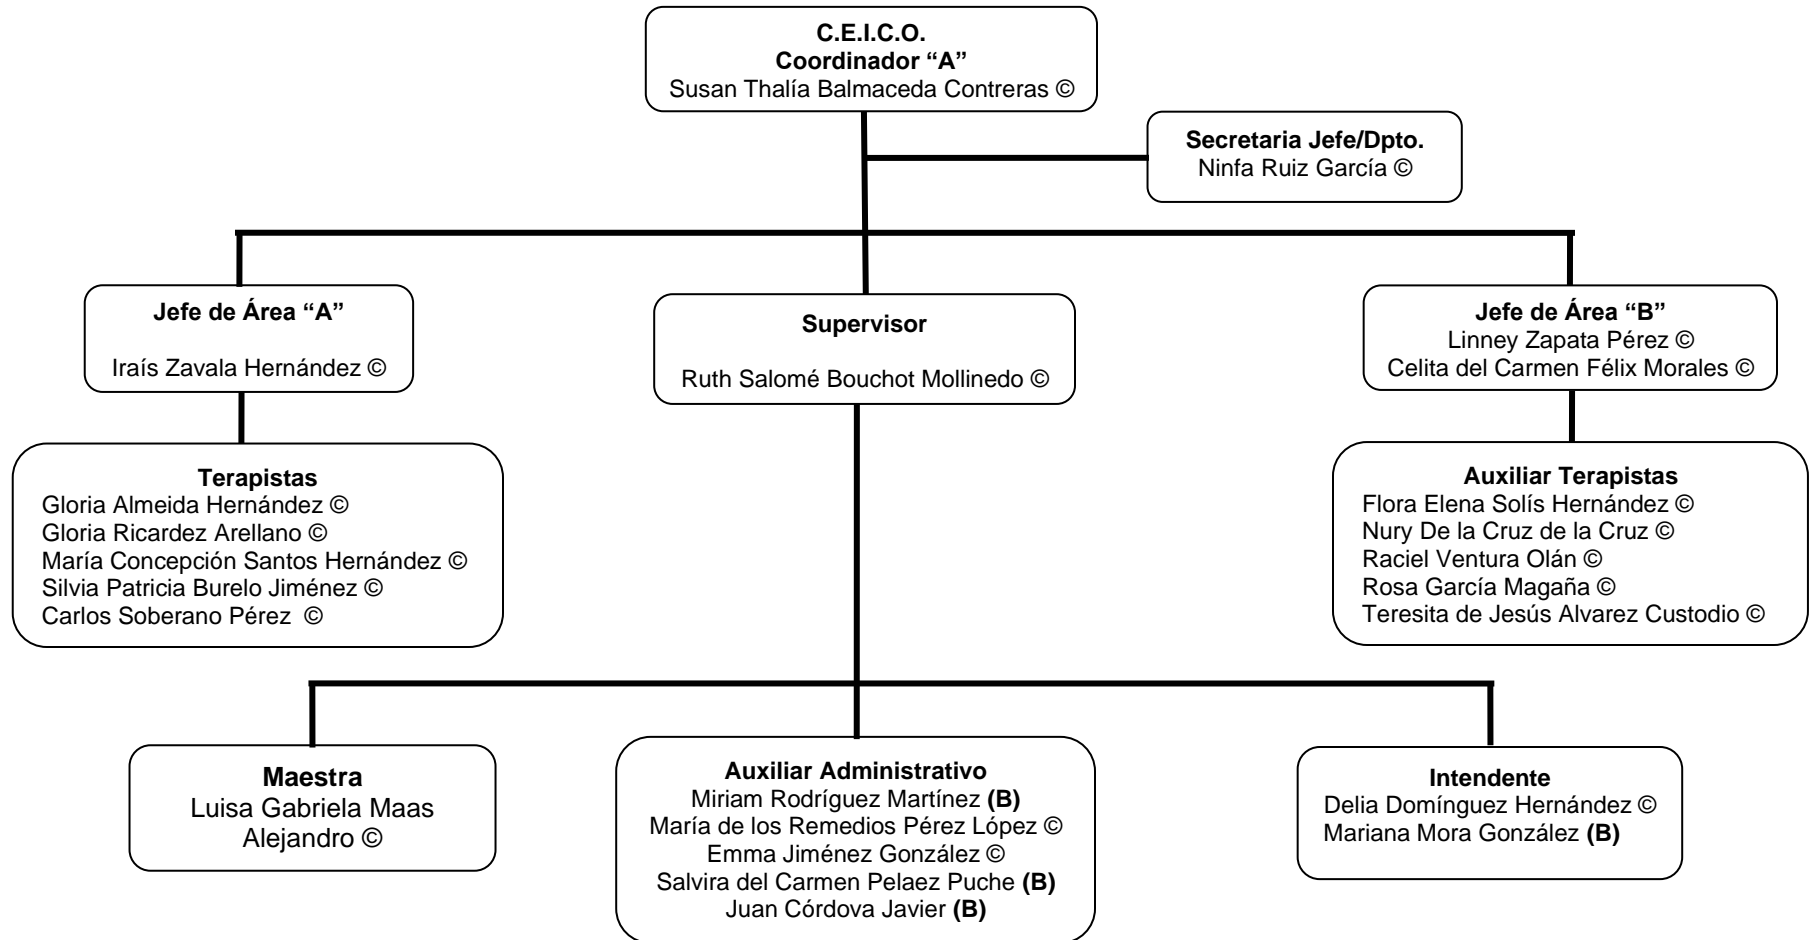 C.E.I.C.O.
Coordinador “A”
Susan Thalía Balmaceda Contreras ©
Secretaria Jefe/Dpto.
Ninfa Ruiz García ©
Jefe de Área “A”
Iraís Zavala Hernández ©
Supervisor
Ruth Salomé Bouchot Mollinedo ©
Jefe de Área “B”
Linney Zapata Pérez ©
Celita del Carmen Félix Morales ©
Terapistas
Gloria Almeida Hernández ©
Gloria Ricardez Arellano ©
María Concepción Santos Hernández ©
Silvia Patricia Burelo Jiménez ©
Carlos Soberano Pérez ©
Auxiliar Terapistas
Flora Elena Solís Hernández ©
Nury De la Cruz de la Cruz ©
Raciel Ventura Olán ©
Rosa García Magaña ©
Teresita de Jesús Alvarez Custodio ©
Maestra
Luisa Gabriela Maas
Alejandro ©
Auxiliar Administrativo
Miriam Rodríguez Martínez (B)
María de los Remedios Pérez López ©
Emma Jiménez González ©
Salvira del Carmen Pelaez Puche (B)
Juan Córdova Javier (B)
Intendente
Delia Domínguez Hernández ©
Mariana Mora González (B)